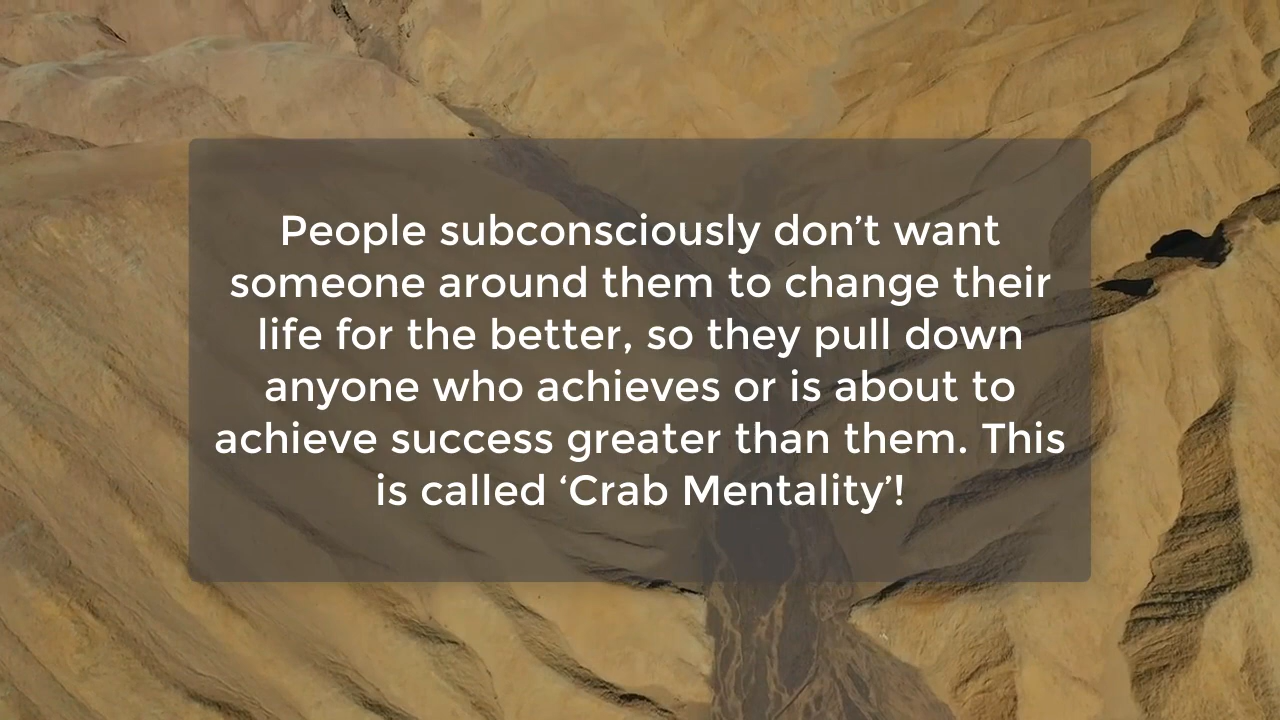 People subconsciously don’t want
someone around them to change their
life for the better, so they pull down
anyone who achieves or is about to
achieve success greater than them. This
is called ‘Crab Mentality’!